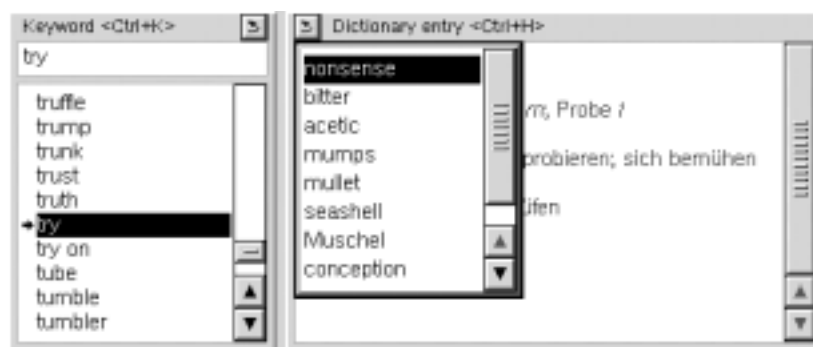 Keyword <Ctrl+K>
try
truffle
trump
trunk
trust
truth
try
try on
tube
tumble
tumbler
Dictionary entry <Ctrl+H>
nonsense
bitter
acetic
mumps
mullet
seashell
Muschel
conception
Probe f
probieren; sich bemühen